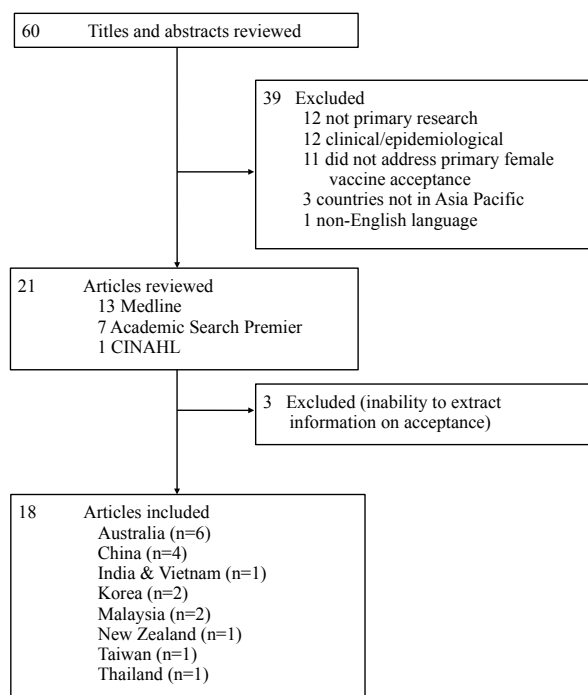 60 Titles and abstracts reviewed
39 Excluded
12 not primary research
12 clinical/epidemiological
11 did not address primary female
vaccine acceptance
3 countries not in Asia Pacific
1 non-English language
21 Articles reviewed
13 Medline
7 Academic Search Premier
1 CINAHL
3 Excluded (inability to extract
information on acceptance)
18 Articles included
Australia (n=6)
China (n=4)
India & Vietnam (n=1)
Korea (n=2)
Malaysia (n=2)
New Zealand (n=1)
Taiwan (n=1)
Thailand (n=1)